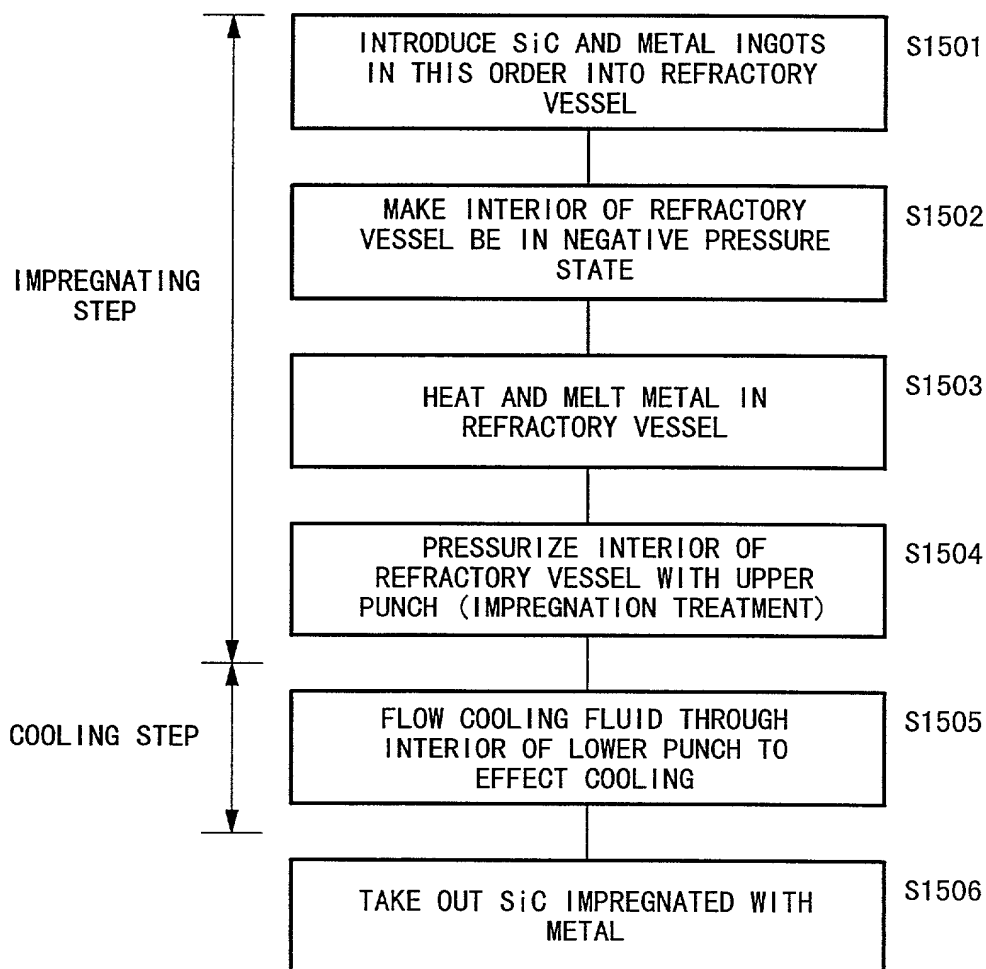 INTRODUCE SiC AND METAL INGOTS
IN THIS ORDER INTO REFRACTORY
VESSEL
S1501
MAKE INTERIOR OF REFRACTORY
VESSEL BE IN NEGATIVE PRESSURE
STATE
S1502
IMPREGNATING
STEP
HEAT AND MELT METAL IN
REFRACTORY VESSEL
S1503
PRESSURIZE INTERIOR OF
REFRACTORY VESSEL WITH UPPER
PUNCH (IMPREGNATION TREATMENT)
S1504
COOLING STEP
FLOW COOLING FLUID THROUGH
INTERIOR OF LOWER PUNCH TO
EFFECT COOLING
S1505
TAKE OUT SiC IMPREGNATED WITH
METAL
S1506